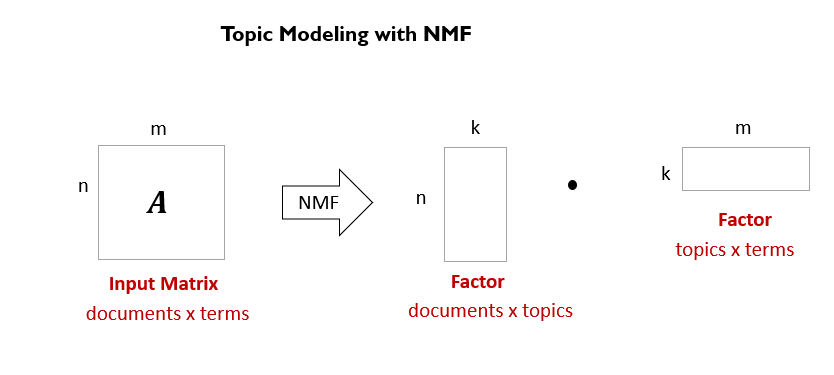 Topic Modeling with NMF
m
n
A
Input Matrix
documents x terms
NMF
k
n
Factor
documents x topics
m
k
Factor
topics x terms